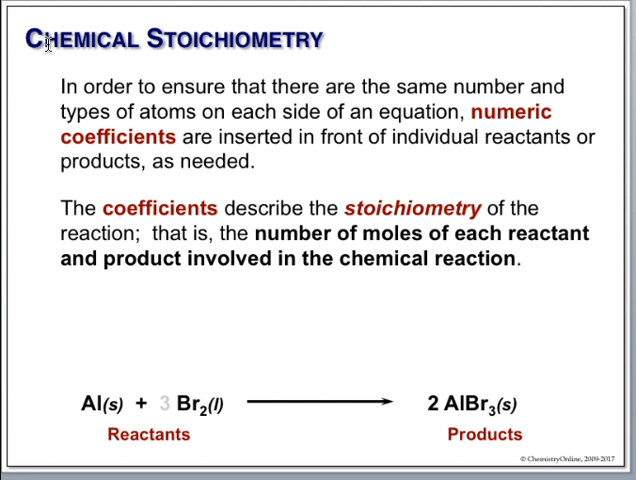 CHEMICAL STOICHIOMETRY
In order to ensure that there are the same number and
types of atoms on each side of an equation, numeric
coefficients are inserted in front of individual reactants or
products, as needed.
The coefficients describe the stoichiometry of the
reaction; that is, the number of moles of each reactant
and product involved in the chemical reaction.
Al(s) + 3 Br₂(l) ⟶ 2 AlBr₃(s)
Reactants Products
© ChemistryOnline, 2009-2017